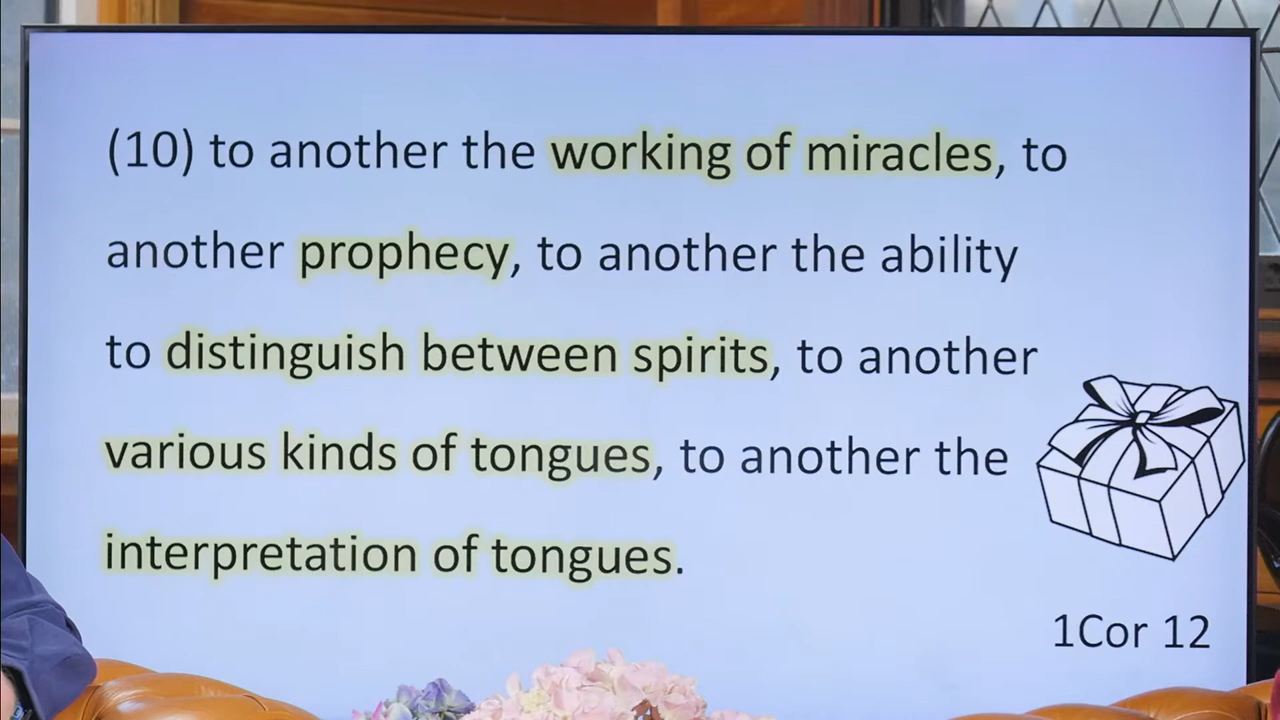 (10) to another the working of miracles, to
another prophecy, to another the ability
to distinguish between spirits, to another
various kinds of tongues, to another the
interpretation of tongues.
1Cor 12